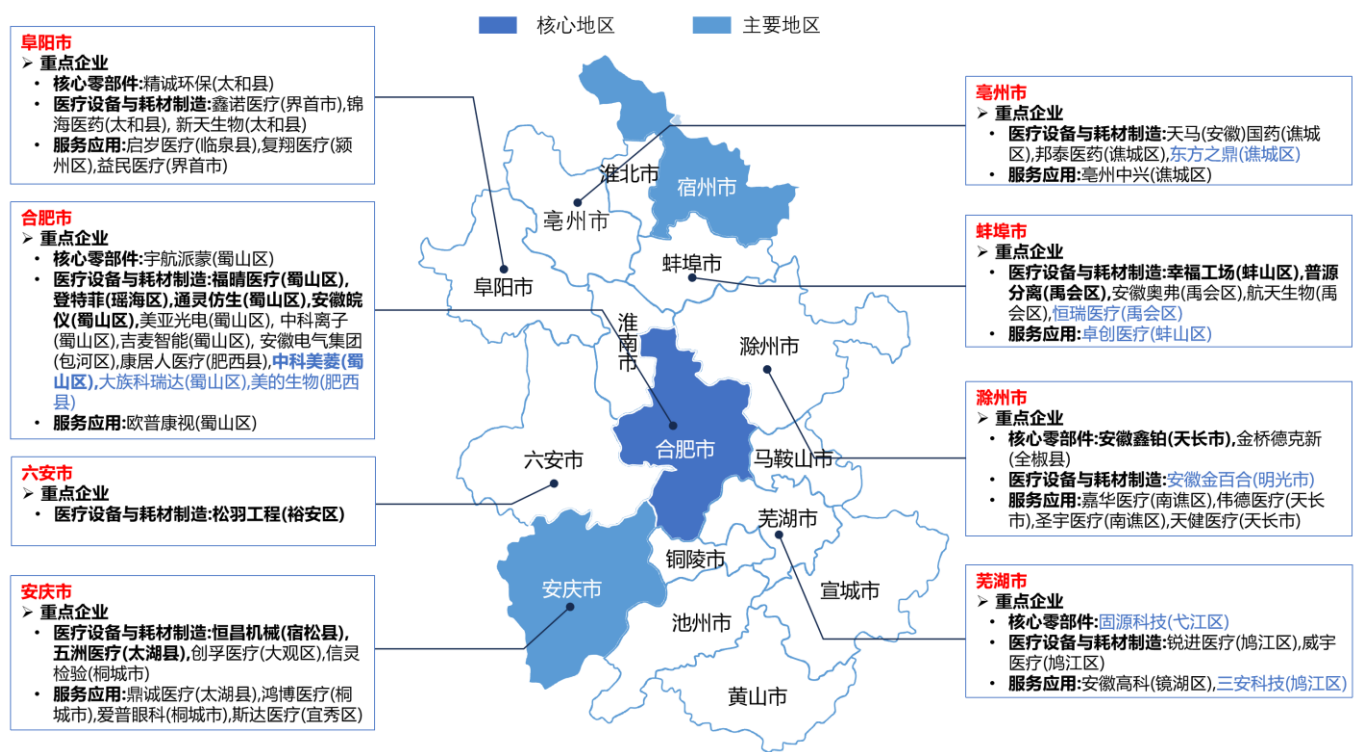 核心地区
主要地区
阜阳市
➢ 重点企业
• 核心零部件:精诚环保(太和县)
• 医疗设备与耗材制造:鑫诺医疗(界首市),锦
海医药(太和县), 新天生物(太和县)
• 服务应用:启岁医疗(临泉县),复翔医疗(颍
州区),益民医疗(界首市)
合肥市
➢ 重点企业
• 核心零部件:宇航派蒙(蜀山区)
• 医疗设备与耗材制造:福晴医疗(蜀山区),
登特菲(瑶海区),通灵仿生(蜀山区),安徽皖
仪(蜀山区),美亚光电(蜀山区), 中科离子
(蜀山区),吉麦智能(蜀山区), 安徽电气集团
(包河区),康居人医疗(肥西县),中科美菱(蜀
山区),大族科瑞达(蜀山区),美的生物(肥西
县)
• 服务应用:欧普康视(蜀山区)
六安市
➢ 重点企业
• 医疗设备与耗材制造:松羽工程(裕安区)
安庆市
➢ 重点企业
• 医疗设备与耗材制造:恒昌机械(宿松县),
五洲医疗(太湖县),创孚医疗(大观区),信灵
检验(桐城市)
• 服务应用:鼎诚医疗(太湖县),鸿博医疗(桐
城市),爱普眼科(桐城市),斯达医疗(宜秀区)
淮北市
宿州市
亳州市
蚌埠市
阜阳市
淮南市
滁州市
合肥市
六安市
马鞍山市
芜湖市
铜陵市
安庆市
宣城市
池州市
黄山市
亳州市
➢ 重点企业
• 医疗设备与耗材制造:天马(安徽)国药(谯城
区),邦泰医药(谯城区),东方之鼎(谯城区)
• 服务应用:亳州中兴(谯城区)
蚌埠市
➢ 重点企业
• 医疗设备与耗材制造:幸福工场(蚌山区),普源
分离(禹会区),安徽奥弗(禹会区),航天生物(禹
会区),恒瑞医疗(禹会区)
• 服务应用:卓创医疗(蚌山区)
滁州市
➢ 重点企业
• 核心零部件:安徽鑫铂(天长市),金桥德克新
(全椒县)
• 医疗设备与耗材制造:安徽金百合(明光市)
• 服务应用:嘉华医疗(南谯区),伟德医疗(天长
市),圣宇医疗(南谯区),天健医疗(天长市)
芜湖市
➢ 重点企业
• 核心零部件:固源科技(弋江区)
• 医疗设备与耗材制造:锐进医疗(鸠江区),威宇
医疗(鸠江区)
• 服务应用:安徽高科(镜湖区),三安科技(鸠江区)